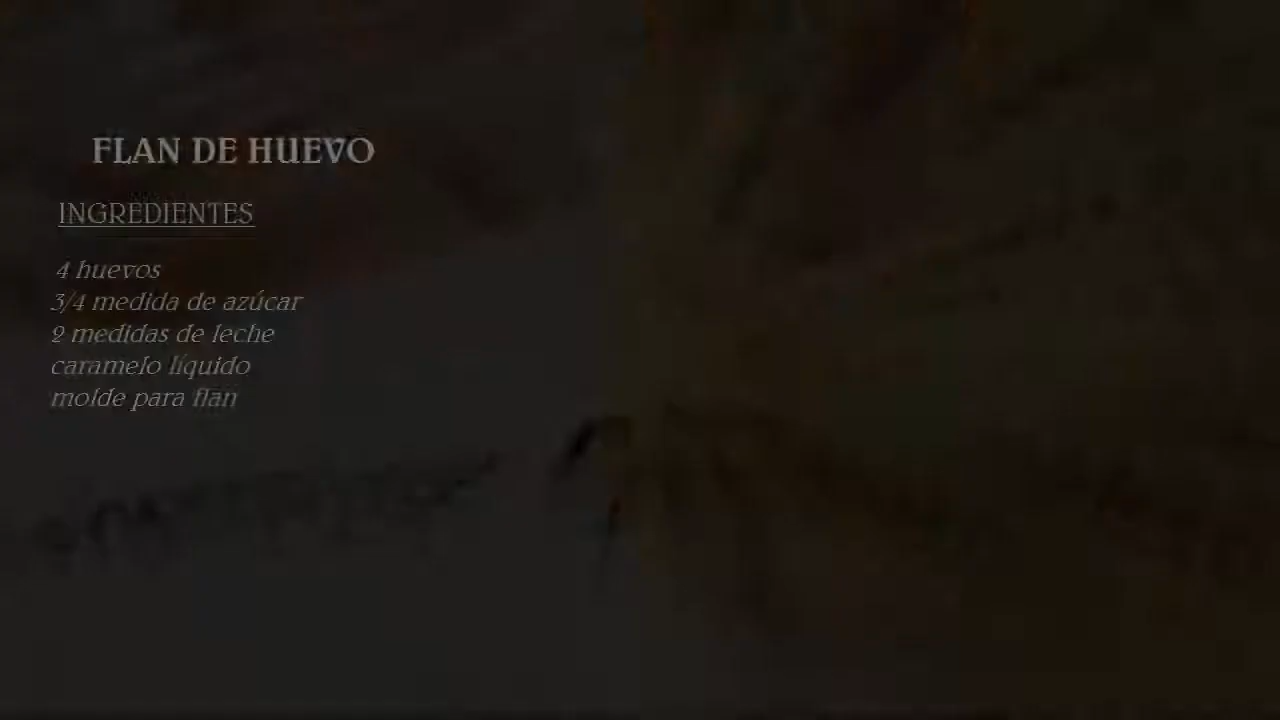 FLAN DE HUEVO
INGREDIENTES
4 huevos
3/4 medida de azúcar
2 medidas de leche
caramelo líquido
molde para flan